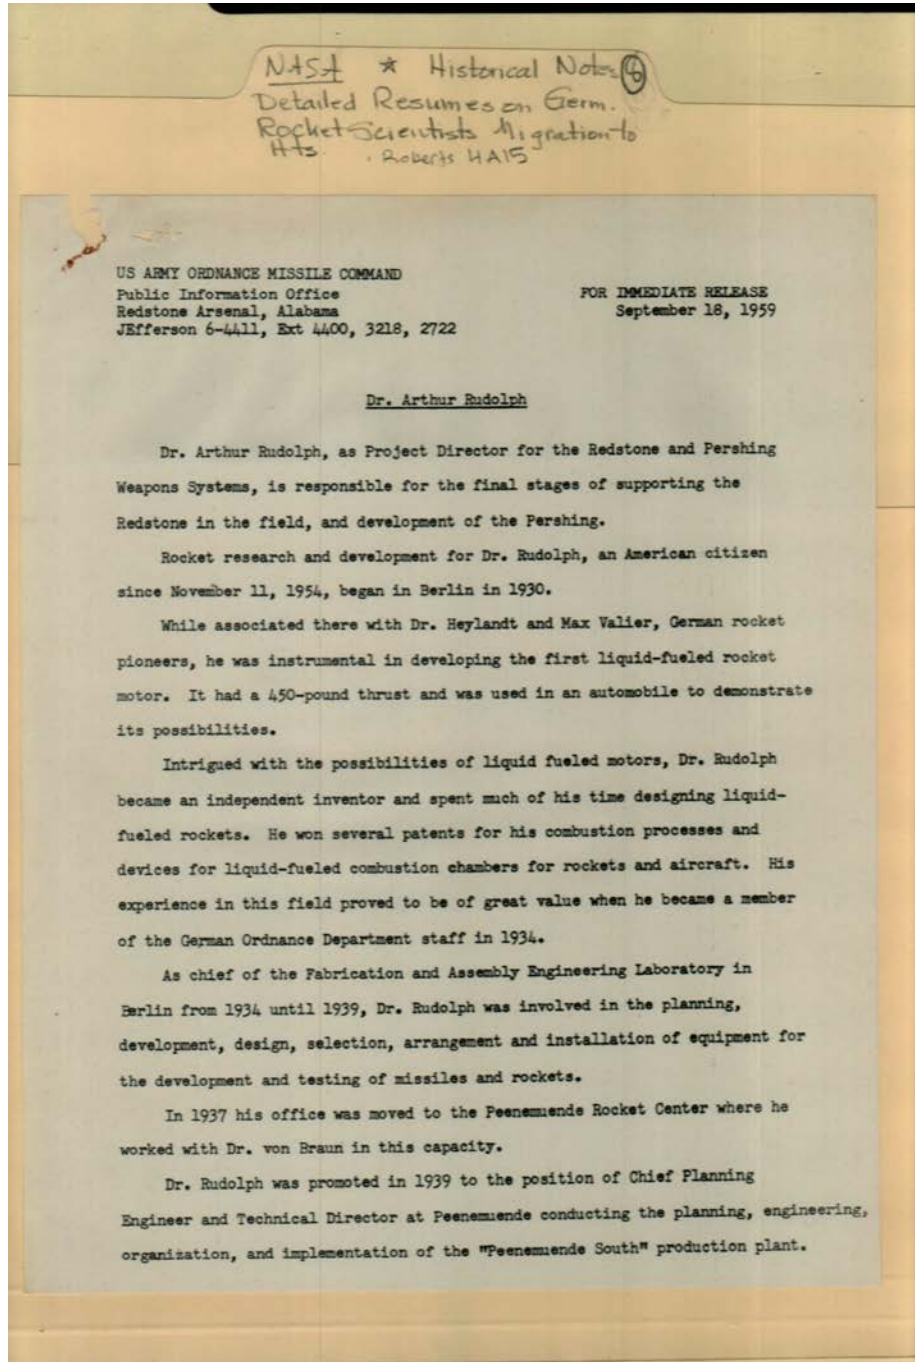 NASA ☆ Historical Notes 6
Detailed Resumes on Germ.
Rocket Scientists Migration to
Hts. Roberts HA15
US ARMY ORDNANCE MISSILE COMMAND
Public Information Office FOR IMMEDIATE RELEASE
Redstone Arsenal, Alabama September 18, 1959
JEfferson 6-4411, Ext 4400, 3218, 2722
Dr. Arthur Rudolph
Dr. Arthur Rudolph, as Project Director for the Redstone and Pershing
Weapons Systems, is responsible for the final stages of supporting the
Redstone in the field, and development of the Pershing.
Rocket research and development for Dr. Rudolph, an American citizen
since November 11, 1954, began in Berlin in 1930.
While associated there with Dr. Heylandt and Max Valier, German rocket
pioneers, he was instrumental in developing the first liquid-fueled rocket
motor. It had a 450-pound thrust and was used in an automobile to demonstrate
its possibilities.
Intrigued with the possibilities of liquid fueled motors, Dr. Rudolph
became an independent inventor and spent much of his time designing liquid-
fueled rockets. He won several patents for his combustion processes and
devices for liquid-fueled combustion chambers for rockets and aircraft. His
experience in this field proved to be of great value when he became a member
of the German Ordnance Department staff in 1934.
As chief of the Fabrication and Assembly Engineering Laboratory in
Berlin from 1934 until 1939, Dr. Rudolph was involved in the planning,
development, design, selection, arrangement and installation of equipment for
the development and testing of missiles and rockets.
In 1937 his office was moved to the Peenemuende Rocket Center where he
worked with Dr. von Braun in this capacity.
Dr. Rudolph was promoted in 1939 to the position of Chief Planning
Engineer and Technical Director at Peenemuende conducting the planning, engineering,
organization, and implementation of the "Peenemuende South" production plant.